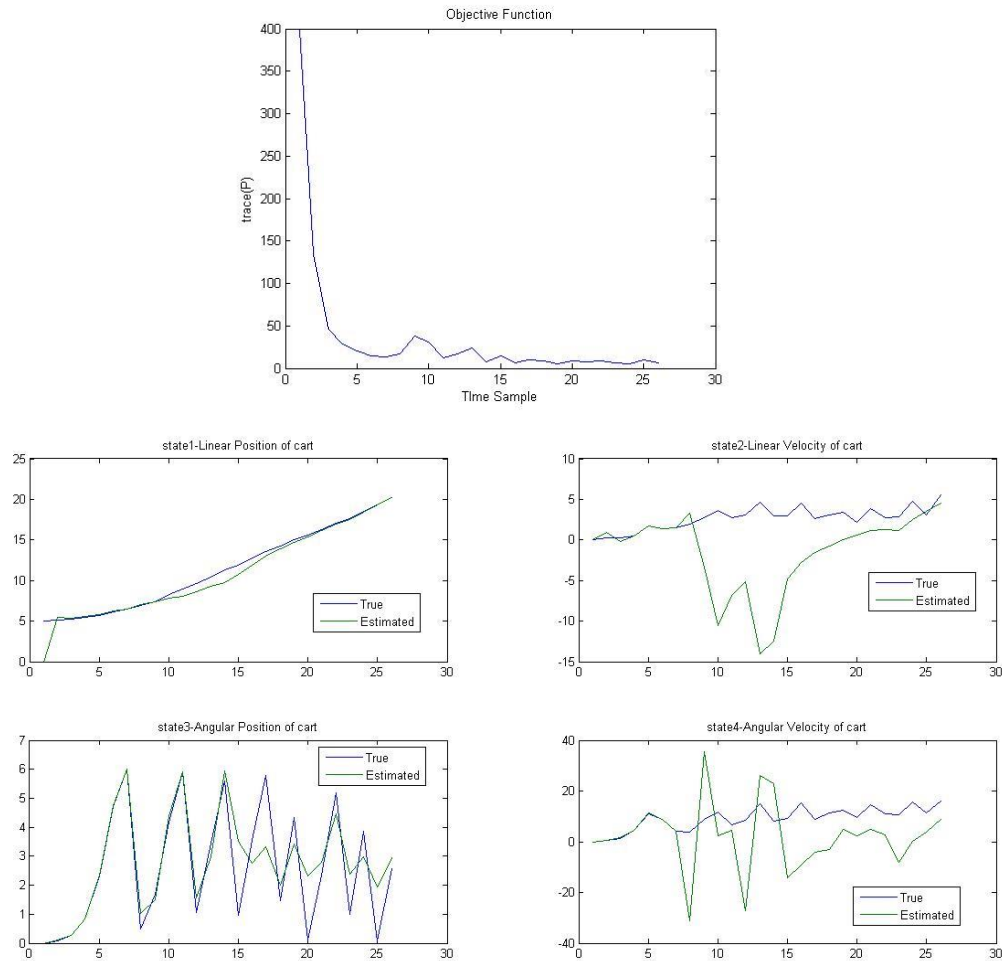 Objective Function
400
350
300
250
200
150
100
50
0
trace(P)
0 5 10 15 20 25 30
TIme Sample
state1-Linear Position of cart
25
20
15
10
5
0
0 5 10 15 20 25 30
True
Estimated
state2-Linear Velocity of cart
10
5
0
-5
-10
-15
0 5 10 15 20 25 30
True
Estimated
state3-Angular Position of cart
7
6
5
4
3
2
1
0
0 5 10 15 20 25 30
True
Estimated
state4-Angular Velocity of cart
40
20
0
-20
-40
0 5 10 15 20 25 30
True
Estimated